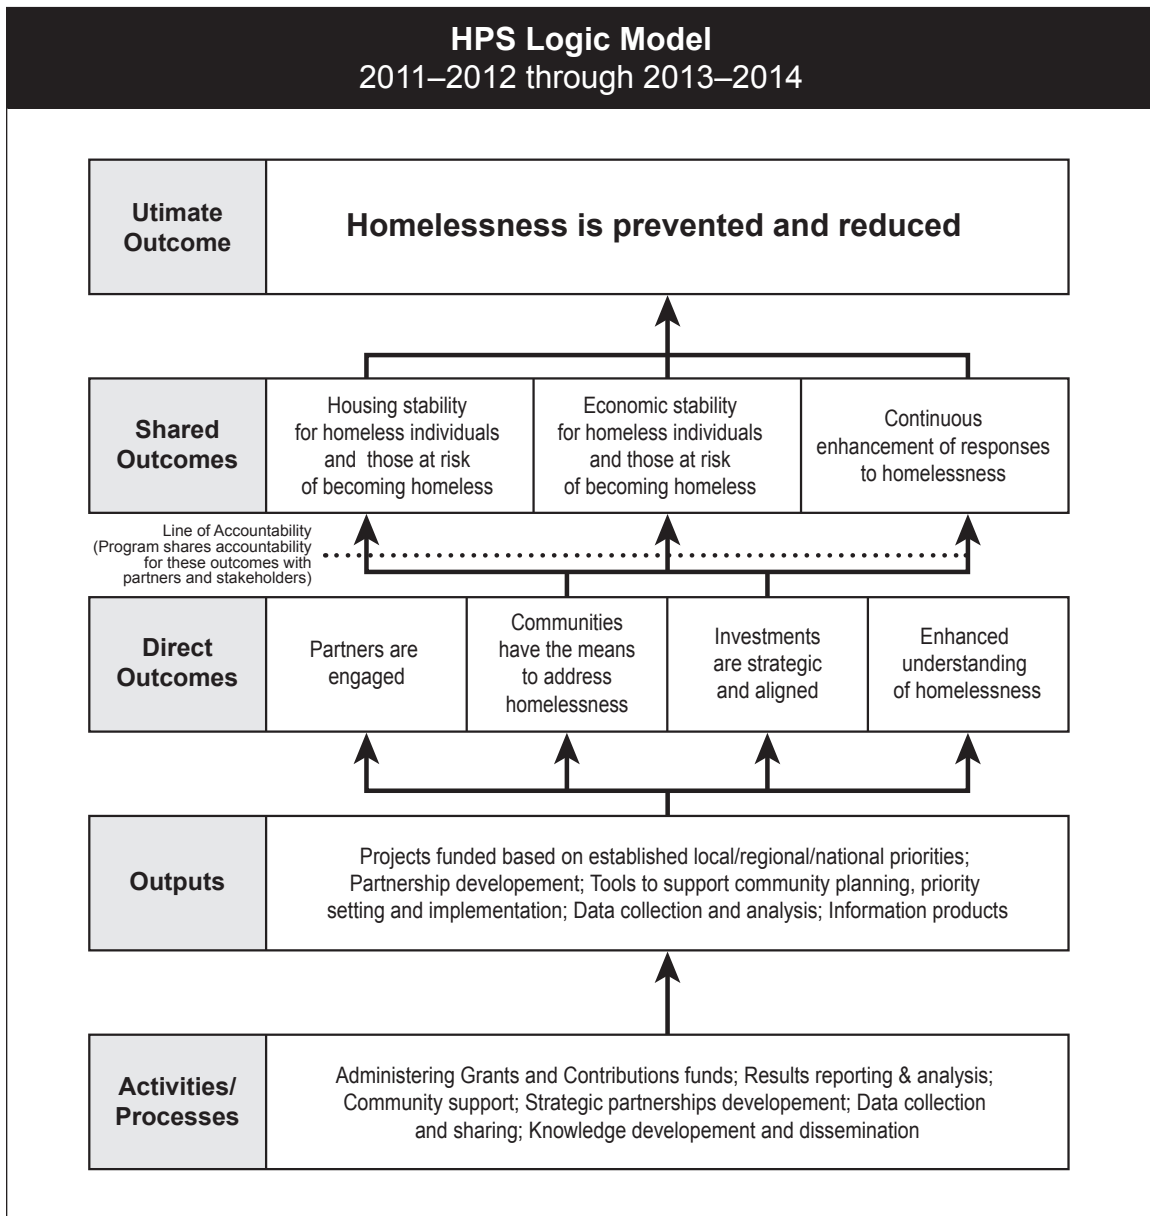 HPS Logic Model
2011–2012 through 2013–2014
Utimate
Outcome
Homelessness is prevented and reduced
Shared
Outcomes
Housing stability
for homeless individuals
and those at risk
of becoming homeless
Economic stability
for homeless individuals
and those at risk
of becoming homeless
Continuous
enhancement of responses
to homelessness
Line of Accountability
(Program shares accountability
for these outcomes with
partners and stakeholders)
Direct
Outcomes
Partners are
engaged
Communities
have the means
to address
homelessness
Investments
are strategic
and aligned
Enhanced
understanding
of homelessness
Outputs
Projects funded based on established local/regional/national priorities;
Partnership developement; Tools to support community planning, priority
setting and implementation; Data collection and analysis; Information products
Activities/
Processes
Administering Grants and Contributions funds; Results reporting & analysis;
Community support; Strategic partnerships developement; Data collection
and sharing; Knowledge developement and dissemination